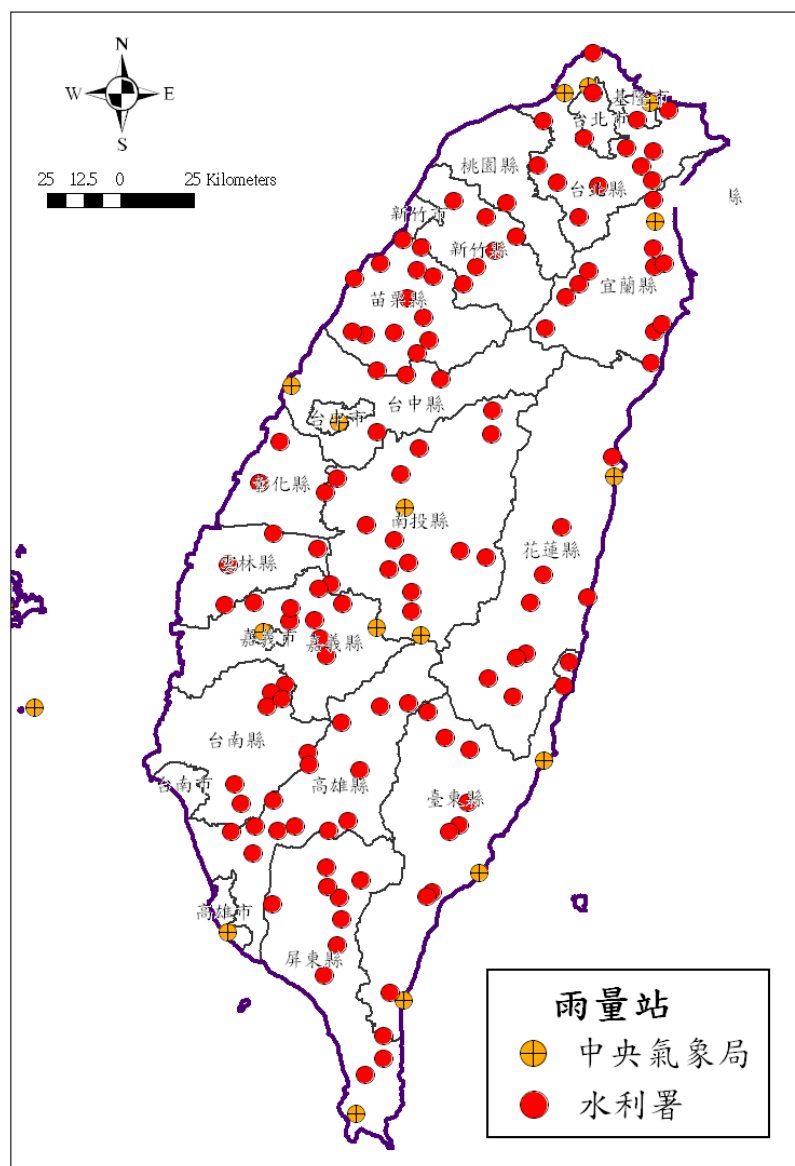 N
W E
S
25 12.5 0 25 Kilometers
基隆市
台北市
桃園縣
台北縣
縣
新竹市
新竹縣
宜蘭縣
苗栗縣
台中縣
台中市
彰化縣
南投縣
花蓮縣
雲林縣
嘉義市
嘉義縣
台南縣
台南市
高雄縣
臺東縣
高雄市
屏東縣
雨量站
中央氣象局
水利署